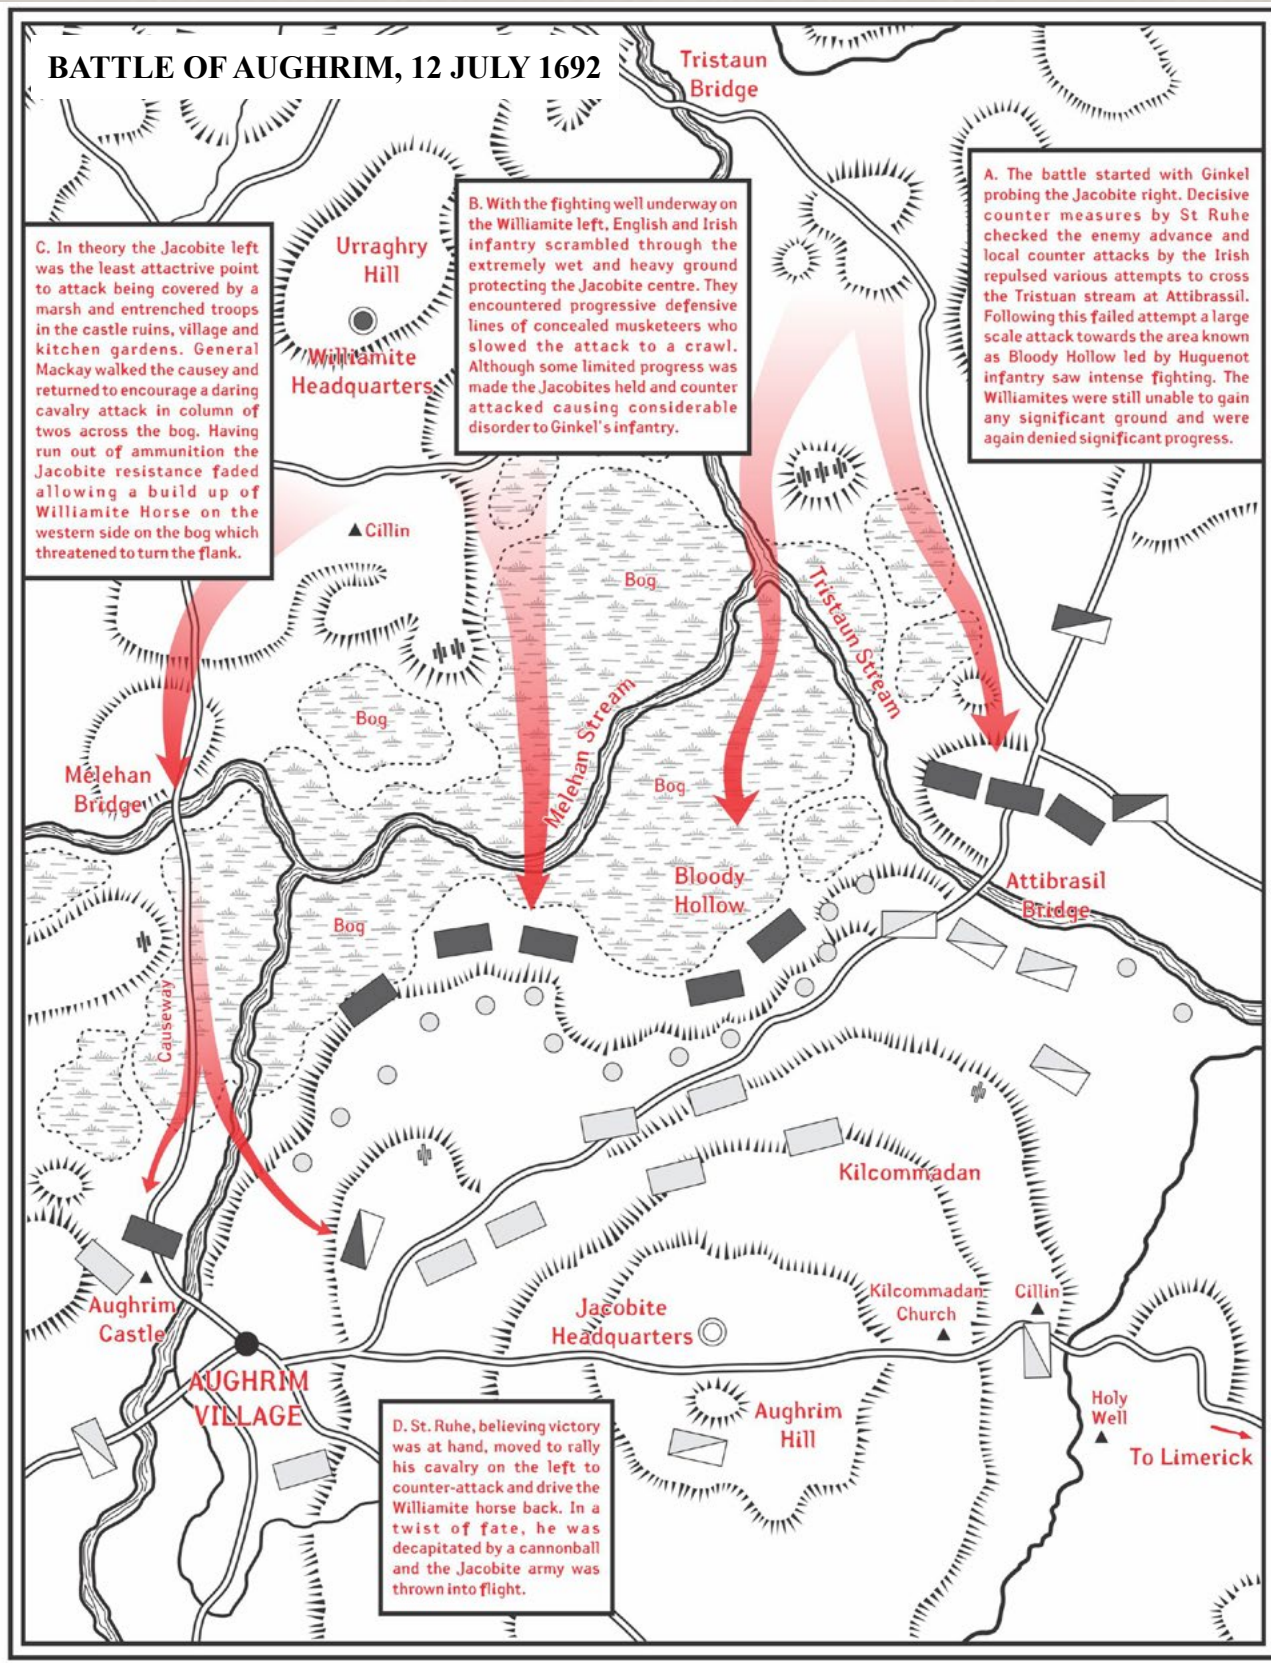 BATTLE OF AUGHRIM, 12 JULY 1692
Tristaun
Bridge
A. The battle started with Ginkel
probing the Jacobite right. Decisive
counter measures by St Ruhe
checked the enemy advance and
local counter attacks by the Irish
repulsed various attempts to cross
the Tristuan stream at Attibrassil.
Following this failed attempt a large
scale attack towards the area known
as Bloody Hollow led by Huguenot
infantry saw intense fighting. The
Williamites were still unable to gain
any significant ground and were
again denied significant progress.
B. With the fighting well underway on
the Williamite left, English and Irish
infantry scrambled through the
extremely wet and heavy ground
protecting the Jacobite centre. They
encountered progressive defensive
lines of concealed musketeers who
slowed the attack to a crawl.
Although some limited progress was
made the Jacobites held and counter
attacked causing considerable
disorder to Ginkel's infantry.
C. In theory the Jacobite left
was the least attactrive point
to attack being covered by a
marsh and entrenched troops
in the castle ruins, village and
kitchen gardens. General
Mackay walked the causey and
returned to encourage a daring
cavalry attack in column of
twos across the bog. Having
run out of ammunition the
Jacobite resistance faded
allowing a build up of
Williamite Horse on the
western side on the bog which
threatened to turn the flank.
Urraghry
Hill
Williamite
Headquarters
Cillin
Bog
Tristaun Stream
Melehan Stream
Bog
Melehan
Bridge
Bog
Bloody
Hollow
Attibrasil
Bridge
Bog
Causeway
Kilcommadan
Aughrim
Castle
Jacobite
Headquarters
Kilcommadan
Church
Cillin
AUGHRIM
VILLAGE
Aughrim
Hill
Holy
Well
To Limerick
D. St. Ruhe, believing victory
was at hand, moved to rally
his cavalry on the left to
counter-attack and drive the
Williamite horse back. In a
twist of fate, he was
decapitated by a cannonball
and the Jacobite army was
thrown into flight.